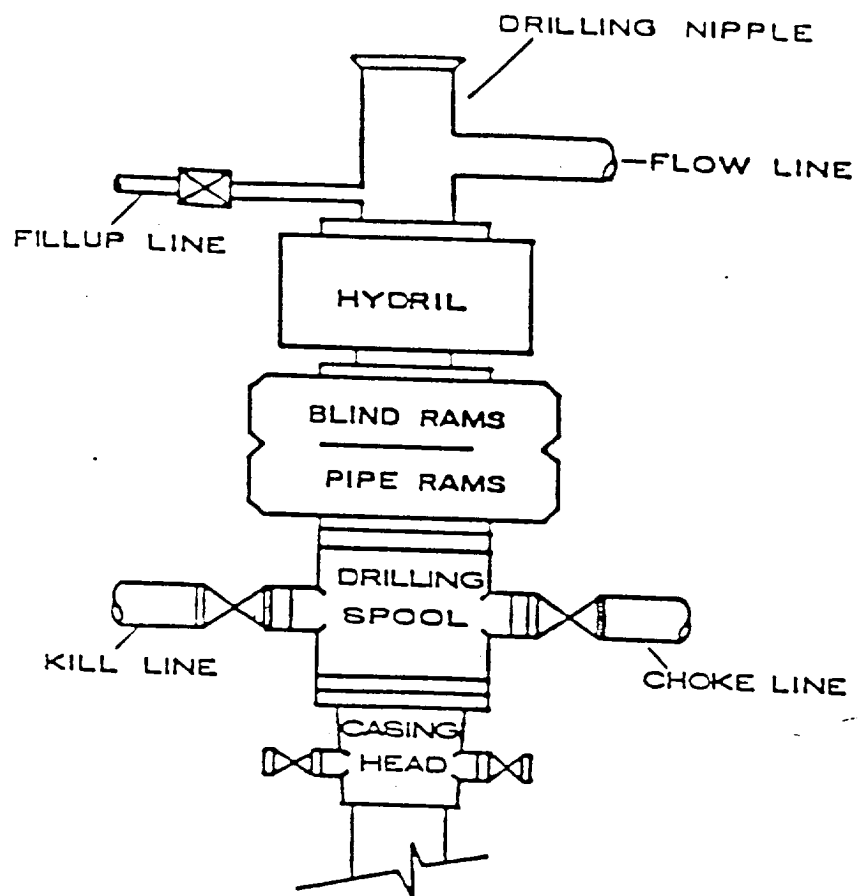 DRILLING NIPPLE
FLOW LINE
FILLUP LINE
HYDRIL
BLIND RAMS
PIPE RAMS
DRILLING
SPOOL
KILL LINE
CHOKE LINE
CASING
HEAD